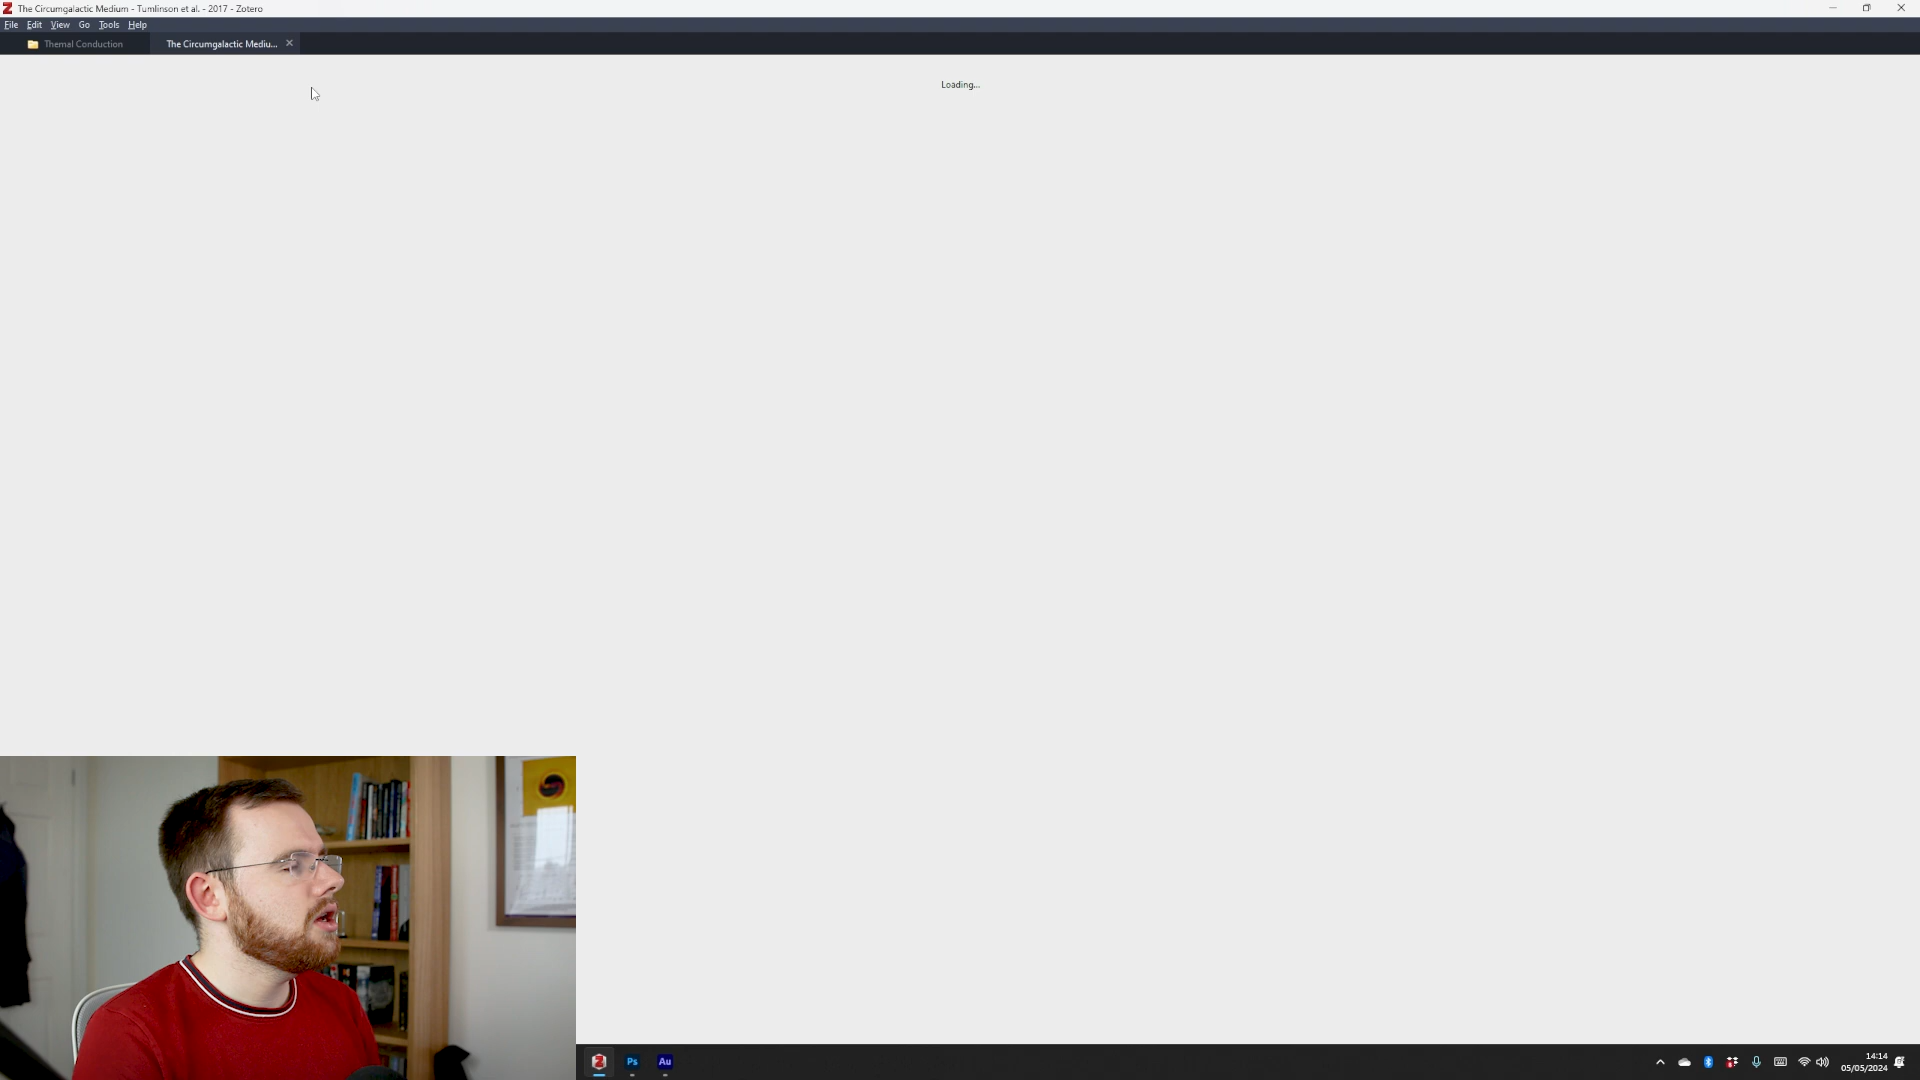 The Circumgalactic Medium - Tumlinson et al. - 2017 - Zotero
File Edit View Go Tools Help
Themal Conduction
The Circumgalactic Mediu...
Loading...
Ps
Au
14:14
05/05/2024